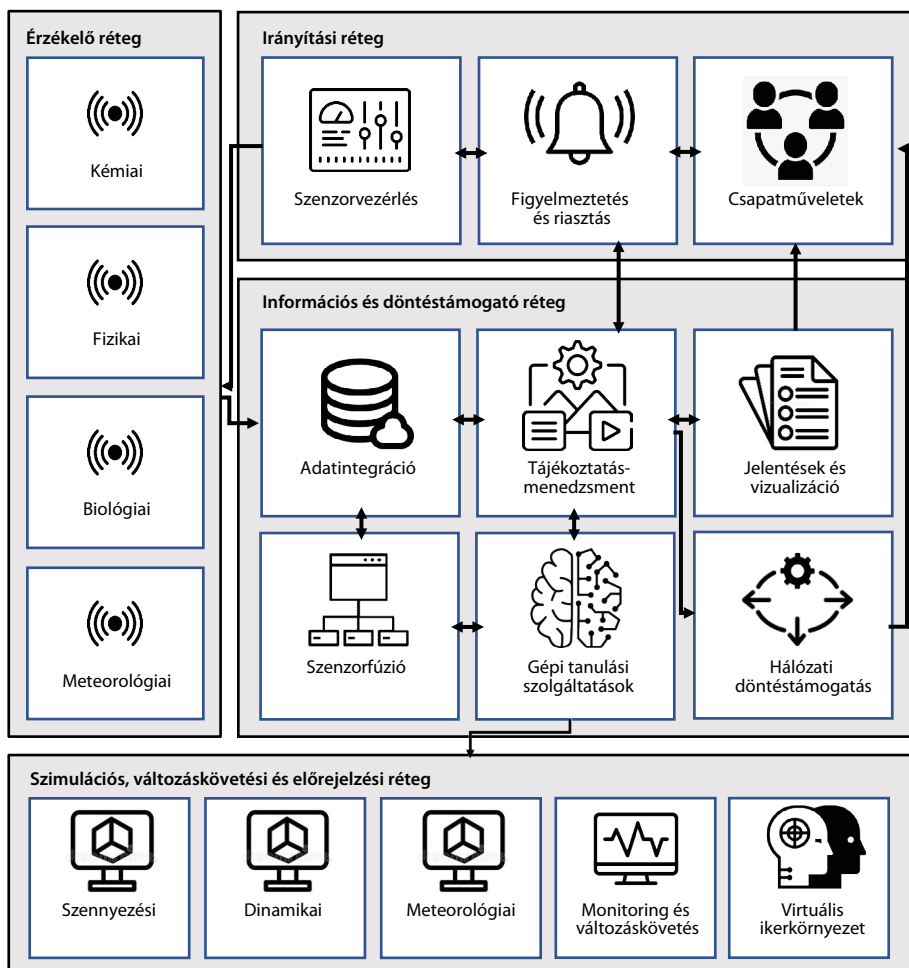 Érzékelő réteg
Kémiai
Fizikai
Biológiai
Meteorológiai
Irányítási réteg
Szenzorvezérlés
Figyelmeztetés
és riasztás
Csapatműveletek
Információs és döntéstámogató réteg
Adatintegráció
Tájékoztatás-
menedzsment
Jelentések és
vizualizáció
Szenzorfúzió
Gépi tanulási
szolgáltatások
Hálózati
döntéstámogatás
Szimulációs, változáskövetési és előrejelzési réteg
Szennyezési
Dinamikai
Meteorológiai
Monitoring és
változáskövetés
Virtuális
ikerkörnyezet